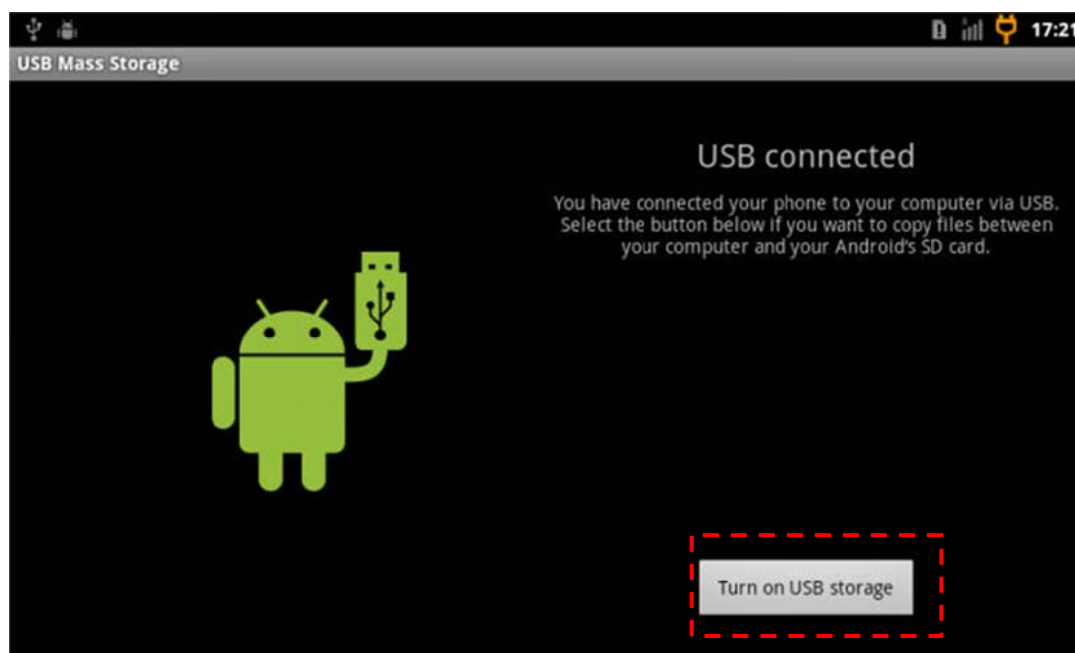 17:21
USB Mass Storage
USB connected
You have connected your phone to your computer via USB.
Select the button below if you want to copy files between
your computer and your Android's SD card.
Turn on USB storage